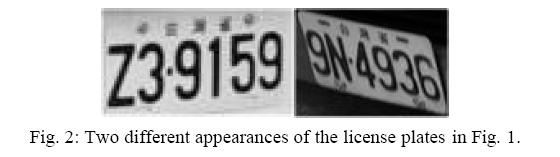 Z3·9159
9N·4936
Fig. 2: Two different appearances of the license plates in Fig. 1.